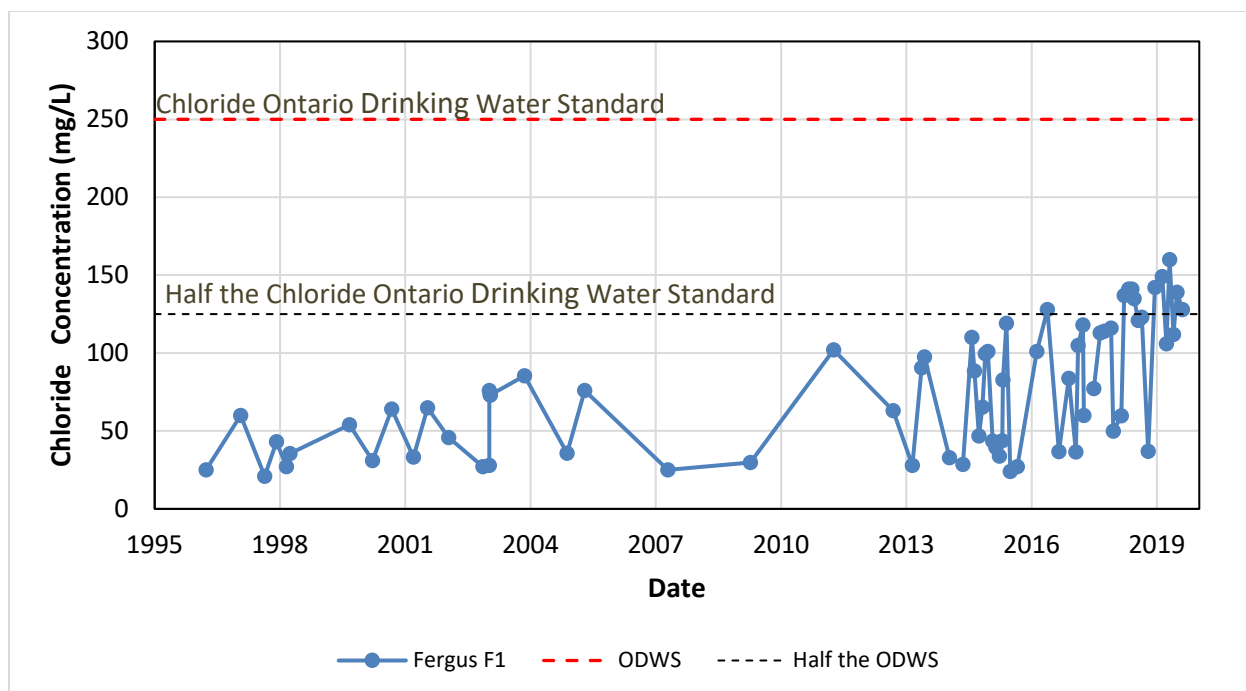 300
250
200
150
100
50
0
Chloride Concentration (mg/L)
Chloride Ontario Drinking Water Standard
Half the Chloride Ontario Drinking Water Standard
1995 1998 2001 2004 2007 2010 2013 2016 2019
Date
Fergus F1 ODWS Half the ODWS